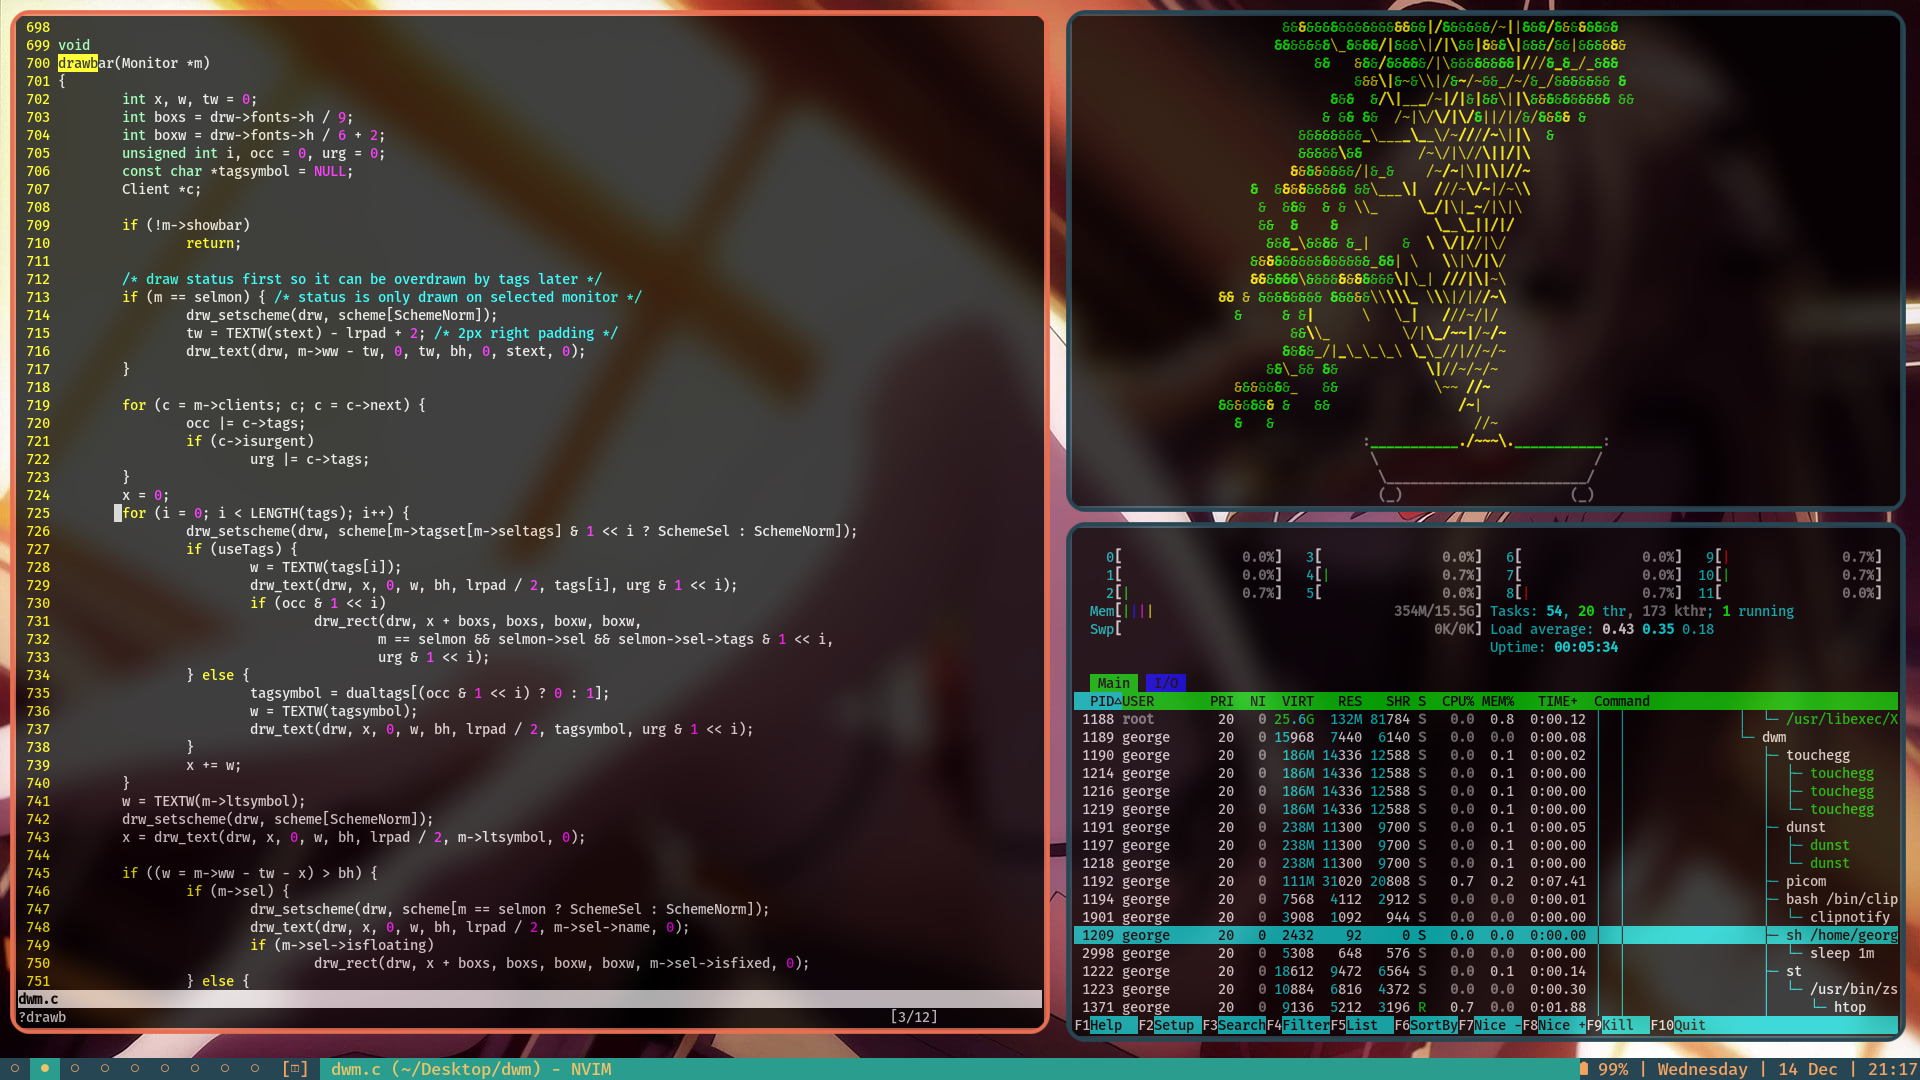 698
699 void
700 drawbar(Monitor *m)
701 {
702         int x, w, tw = 0;
703         int boxs = drw->fonts->h / 9;
704         int boxw = drw->fonts->h / 6 + 2;
705         unsigned int i, occ = 0, urg = 0;
706         const char *tagsymbol = NULL;
707         Client *c;
708
709         if (!m->showbar)
710                 return;
711
712         /* draw status first so it can be overdrawn by tags later */
713         if (m == selmon) { /* status is only drawn on selected monitor */
714                 drw_setscheme(drw, scheme[SchemeNorm]);
715                 tw = TEXTW(stext) - lrpad + 2; /* 2px right padding */
716                 drw_text(drw, m->ww - tw, 0, tw, bh, 0, stext, 0);
717         }
718
719         for (c = m->clients; c; c = c->next) {
720                 occ |= c->tags;
721                 if (c->isurgent)
722                         urg |= c->tags;
723         }
724         x = 0;
725         for (i = 0; i < LENGTH(tags); i++) {
726                 drw_setscheme(drw, scheme[m->tagset[m->seltags] & 1 << i ? SchemeSel : SchemeNorm]);
727                 if (useTags) {
728                         w = TEXTW(tags[i]);
729                         drw_text(drw, x, 0, w, bh, lrpad / 2, tags[i], urg & 1 << i);
730                         if (occ & 1 << i)
731                                 drw_rect(drw, x + boxs, boxs, boxw, boxw,
732                                         m == selmon && selmon->sel && selmon->sel->tags & 1 << i,
733                                         urg & 1 << i);
734                 } else {
735                         tagsymbol = dualtags[(occ & 1 << i) ? 0 : 1];
736                         w = TEXTW(tagsymbol);
737                         drw_text(drw, x, 0, w, bh, lrpad / 2, tagsymbol, urg & 1 << i);
738                 }
739                 x += w;
740         }
741         w = TEXTW(m->ltsymbol);
742         drw_setscheme(drw, scheme[SchemeNorm]);
743         x = drw_text(drw, x, 0, w, bh, lrpad / 2, m->ltsymbol, 0);
744
745         if ((w = m->ww - tw - x) > bh) {
746                 if (m->sel) {
747                         drw_setscheme(drw, scheme[m == selmon ? SchemeSel : SchemeNorm]);
748                         drw_text(drw, x, 0, w, bh, lrpad / 2, m->sel->name, 0);
749                         if (m->sel->isfloating)
750                                 drw_rect(drw, x + boxs, boxs, boxw, boxw, m->sel->isfixed, 0);
751                 } else {
dwm.c
?drawb [3/12]
0[ 0.0%] 3[ 0.0%] 6[ 0.0%] 9[| 0.7%]
1[ 0.0%] 4[| 0.7%] 7[ 0.0%] 10[| 0.7%]
2[| 0.7%] 5[ 0.0%] 8[| 0.7%] 11[ 0.0%]
Mem[|||| 354M/15.5G] Tasks: 54, 20 thr, 173 kthr; 1 running
Swp[ 0K/0K] Load average: 0.43 0.35 0.18
Uptime: 00:05:34
Main I/O
PID△USER PRI NI VIRT RES SHR S CPU% MEM% TIME+ Command
1188 root 20 0 25.6G 132M 81784 S 0.0 0.8 0:00.12 /usr/libexec/X
1189 george 20 0 15968 7440 6140 S 0.0 0.0 0:00.08 dwm
1190 george 20 0 186M 14336 12588 S 0.0 0.1 0:00.02 touchegg
1214 george 20 0 186M 14336 12588 S 0.0 0.1 0:00.00 touchegg
1216 george 20 0 186M 14336 12588 S 0.0 0.1 0:00.00 touchegg
1219 george 20 0 186M 14336 12588 S 0.0 0.1 0:00.00 touchegg
1191 george 20 0 238M 11300 9700 S 0.0 0.1 0:00.05 dunst
1197 george 20 0 238M 11300 9700 S 0.0 0.1 0:00.00 dunst
1218 george 20 0 238M 11300 9700 S 0.0 0.1 0:00.00 dunst
1192 george 20 0 111M 31020 20808 S 0.7 0.2 0:07.41 picom
1194 george 20 0 7568 4112 2912 S 0.0 0.0 0:00.01 bash /bin/clip
1901 george 20 0 3908 1092 944 S 0.0 0.0 0:00.00 clipnotify
1209 george 20 0 2432 92 0 S 0.0 0.0 0:00.00 sh /home/georg
2998 george 20 0 5308 648 576 S 0.0 0.0 0:00.00 sleep 1m
1222 george 20 0 18612 9472 6564 S 0.0 0.1 0:00.14 st
1223 george 20 0 10884 6816 4372 S 0.0 0.0 0:00.30 /usr/bin/zs
1371 george 20 0 9136 5212 3196 R 0.7 0.0 0:01.88 htop
F1Help F2Setup F3SearchF4FilterF5List F6SortByF7Nice -F8Nice +F9Kill F10Quit
dwm.c (~/Desktop/dwm) - NVIM 99% | Wednesday | 14 Dec | 21:17